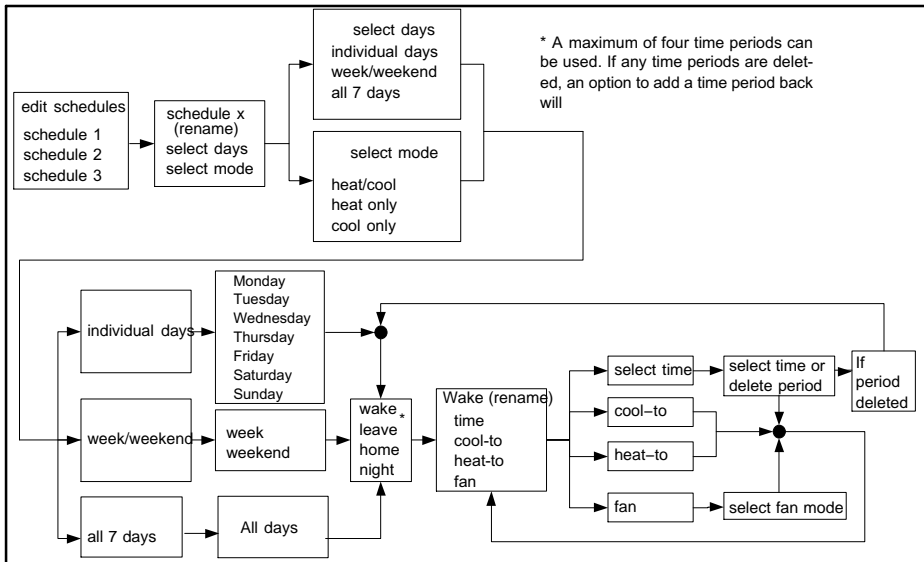 edit schedules
schedule 1
schedule 2
schedule 3
schedule x
(rename)
select days
select mode
select days
individual days
week/weekend
all 7 days
select mode
heat/cool
heat only
cool only
* A maximum of four time periods can
be used. If any time periods are delet-
ed, an option to add a time period back
will
individual days
Monday
Tuesday
Wednesday
Thursday
Friday
Saturday
Sunday
week/weekend
week
weekend
all 7 days
All days
wake
leave *
home
night
Wake (rename)
time
cool-to
heat-to
fan
select time
select time or
delete period
If
period
deleted
cool-to
heat-to
fan
select fan mode